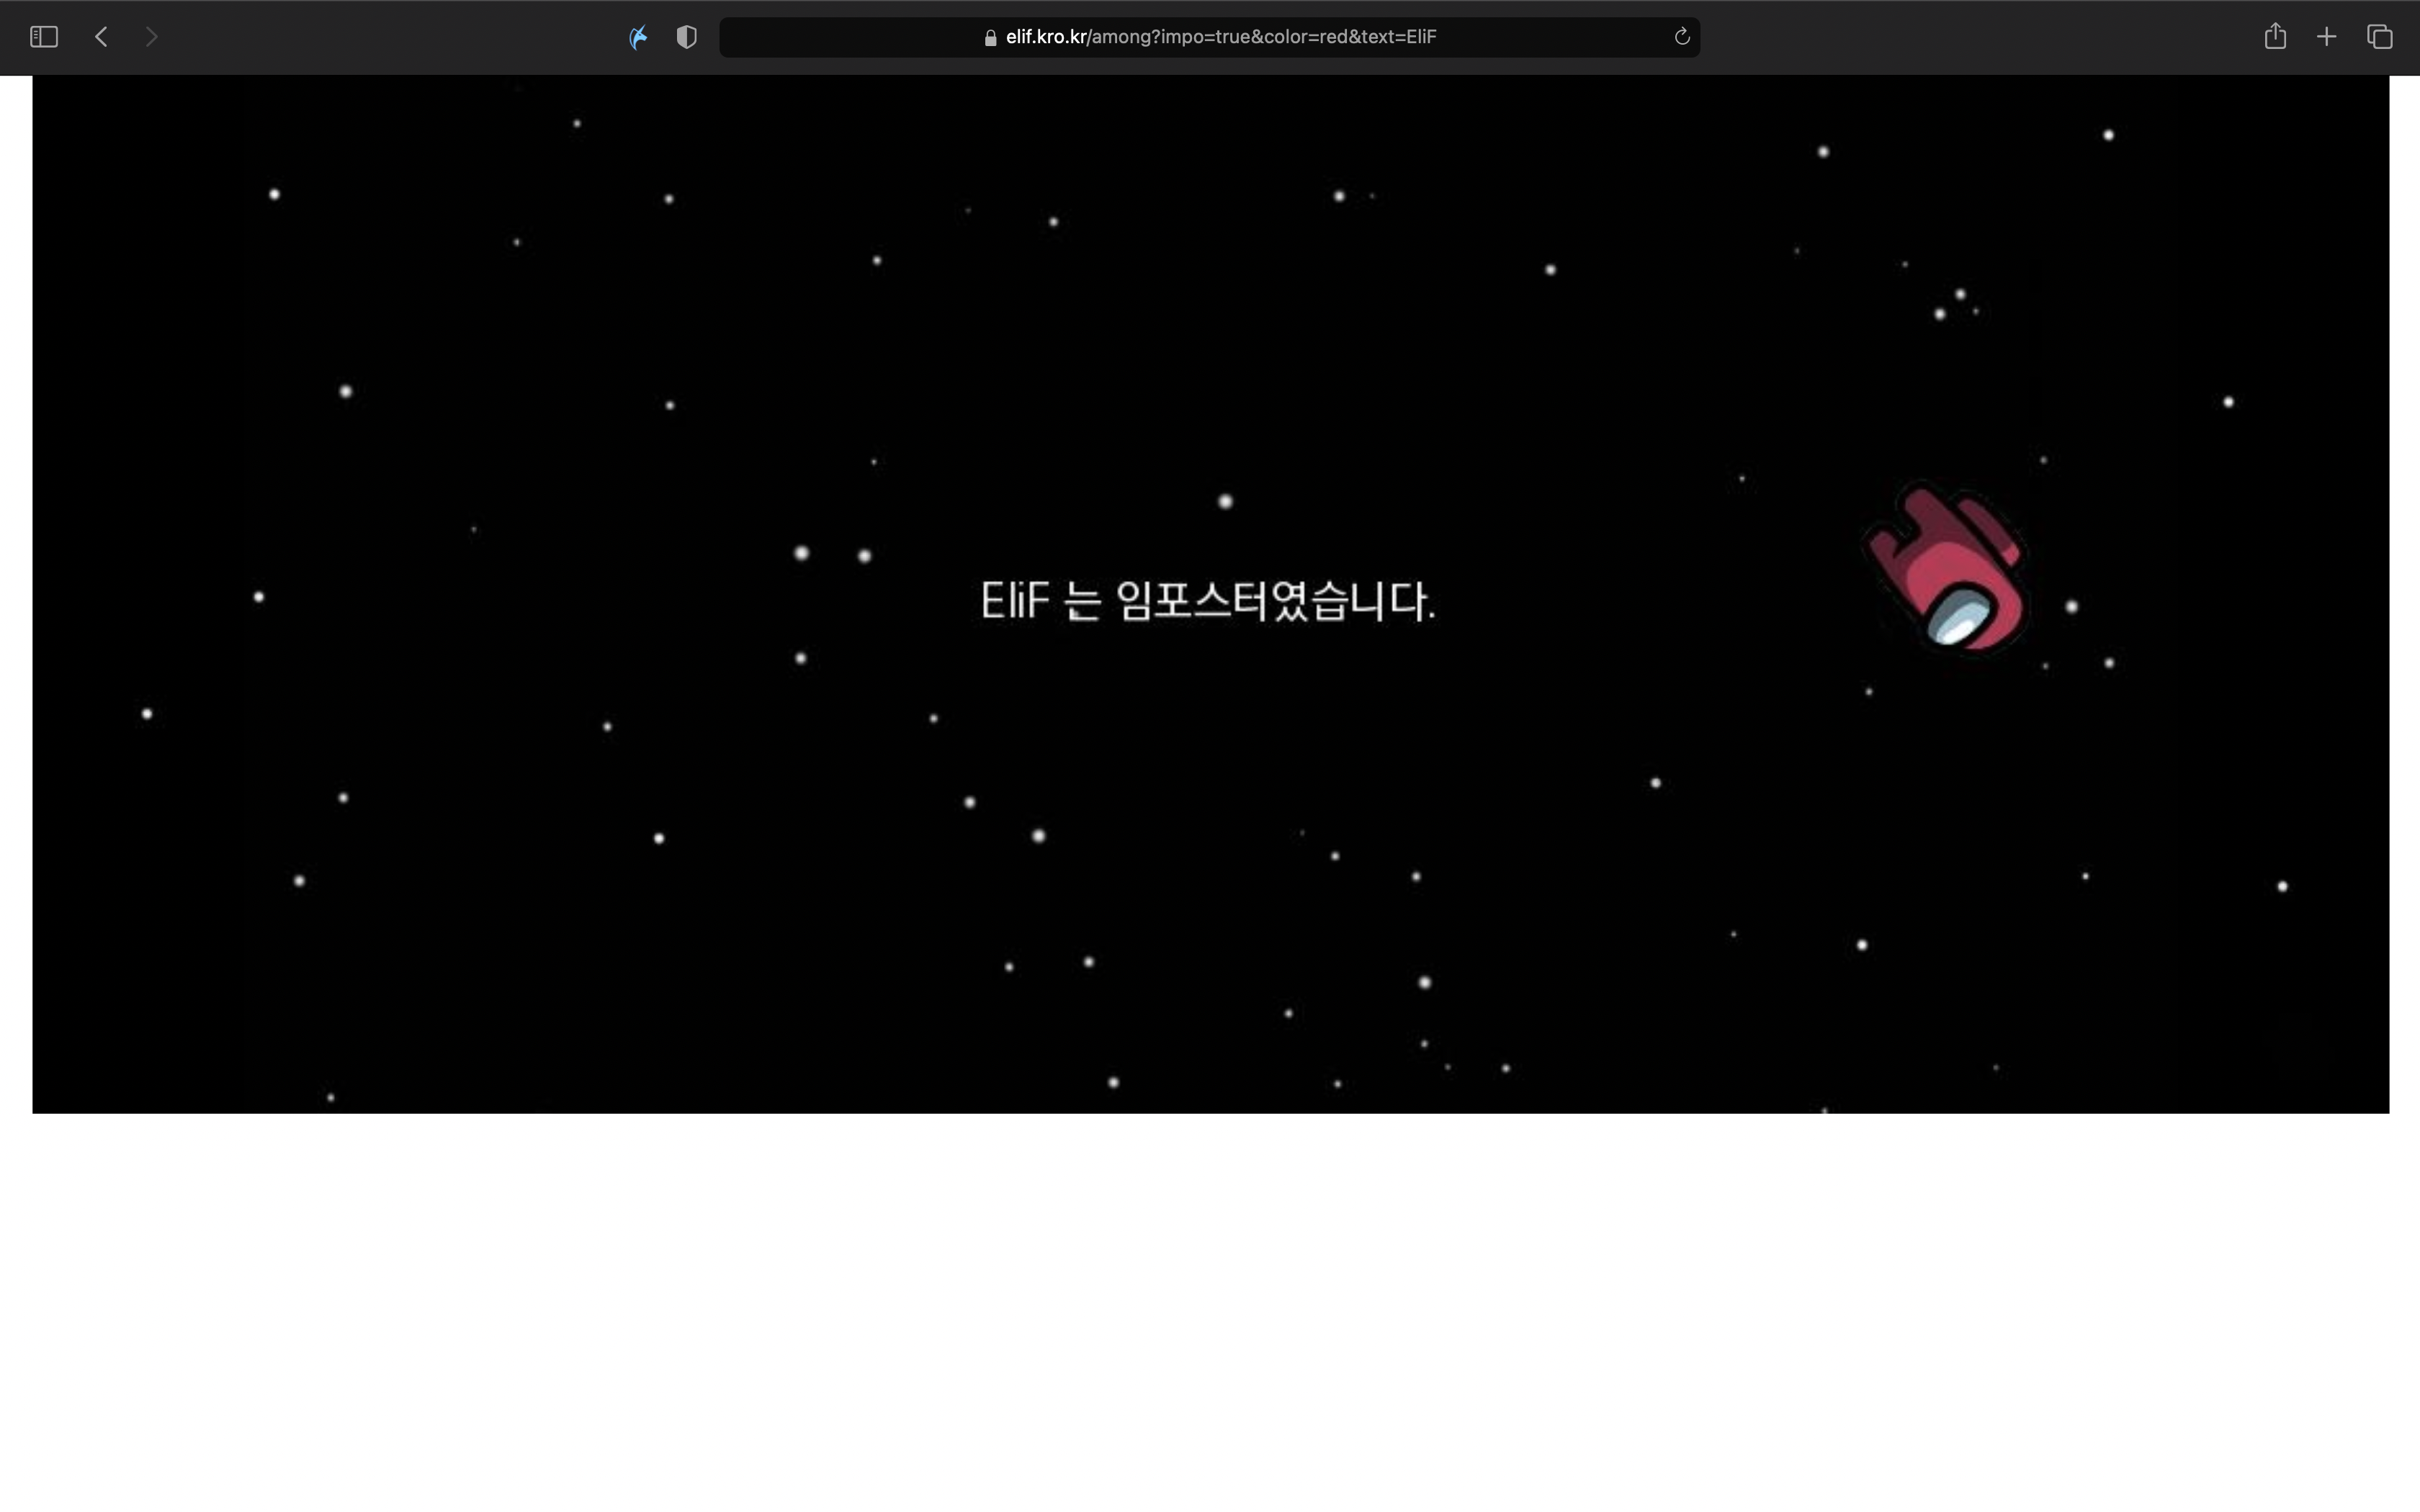 elif.kro.kr/among?impo=true&color=red&text=EliF
EliF 는 임포스터였습니다.